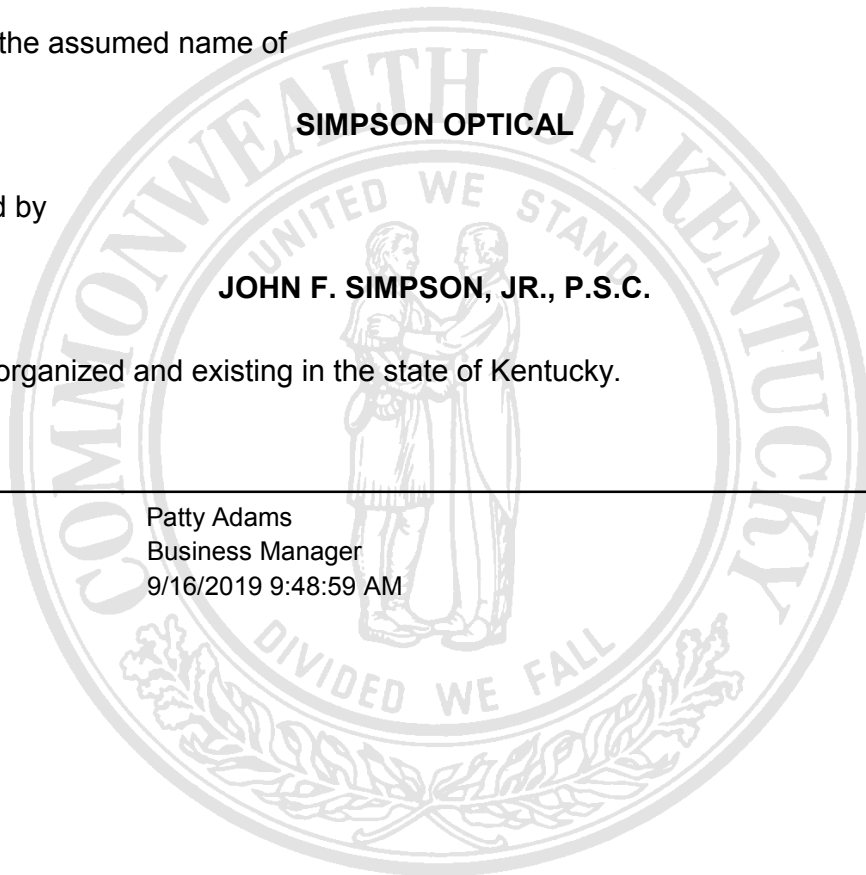 the assumed name of
SIMPSON OPTICAL
d by
JOHN F. SIMPSON, JR., P.S.C.
organized and existing in the state of Kentucky.
Patty Adams
Business Manager
9/16/2019 9:48:59 AM
COMMONWEALTH OF KENTUCKY
UNITED WE STAND
DIVIDED WE FALL